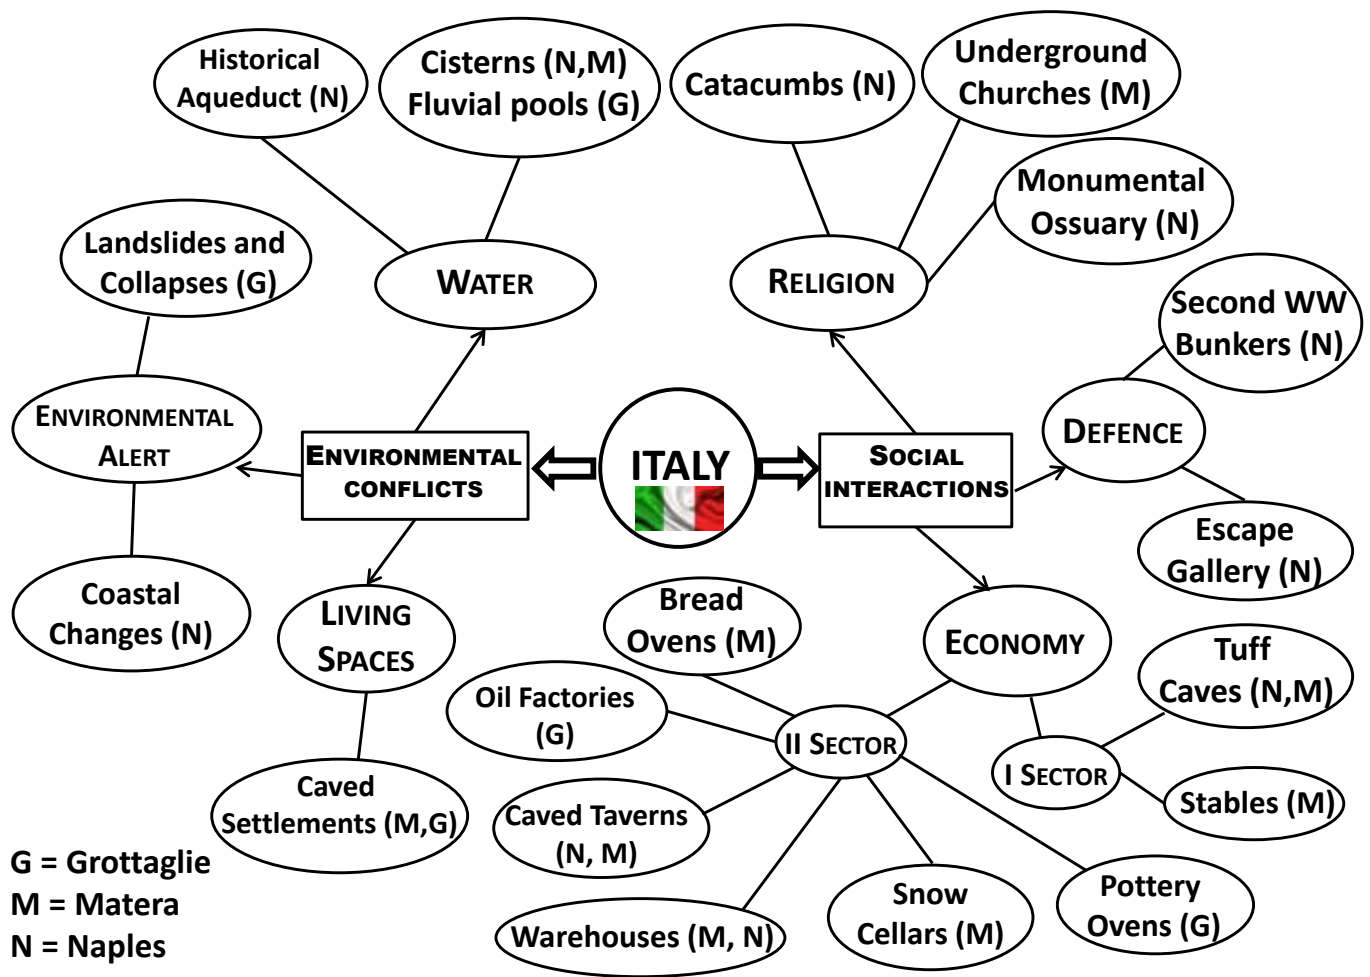 Historical
Aqueduct (N)
Cisterns (N,M)
Fluvial pools (G)
Catacumbs (N)
Underground
Churches (M)
Monumental
Ossuary (N)
Landslides and
Collapses (G)
WATER
RELIGION
Second WW
Bunkers (N)
ENVIRONMENTAL
ALERT
ENVIRONMENTAL
CONFLICTS
ITALY
SOCIAL
INTERACTIONS
DEFENCE
Escape
Gallery (N)
Coastal
Changes (N)
LIVING
SPACES
Bread
Ovens (M)
ECONOMY
Tuff
Caves (N,M)
Oil Factories
(G)
II SECTOR
I SECTOR
Stables (M)
Caved
Settlements (M,G)
Caved Taverns
(N, M)
Warehouses (M, N)
Snow
Cellars (M)
Pottery
Ovens (G)
G = Grottaglie
M = Matera
N = Naples